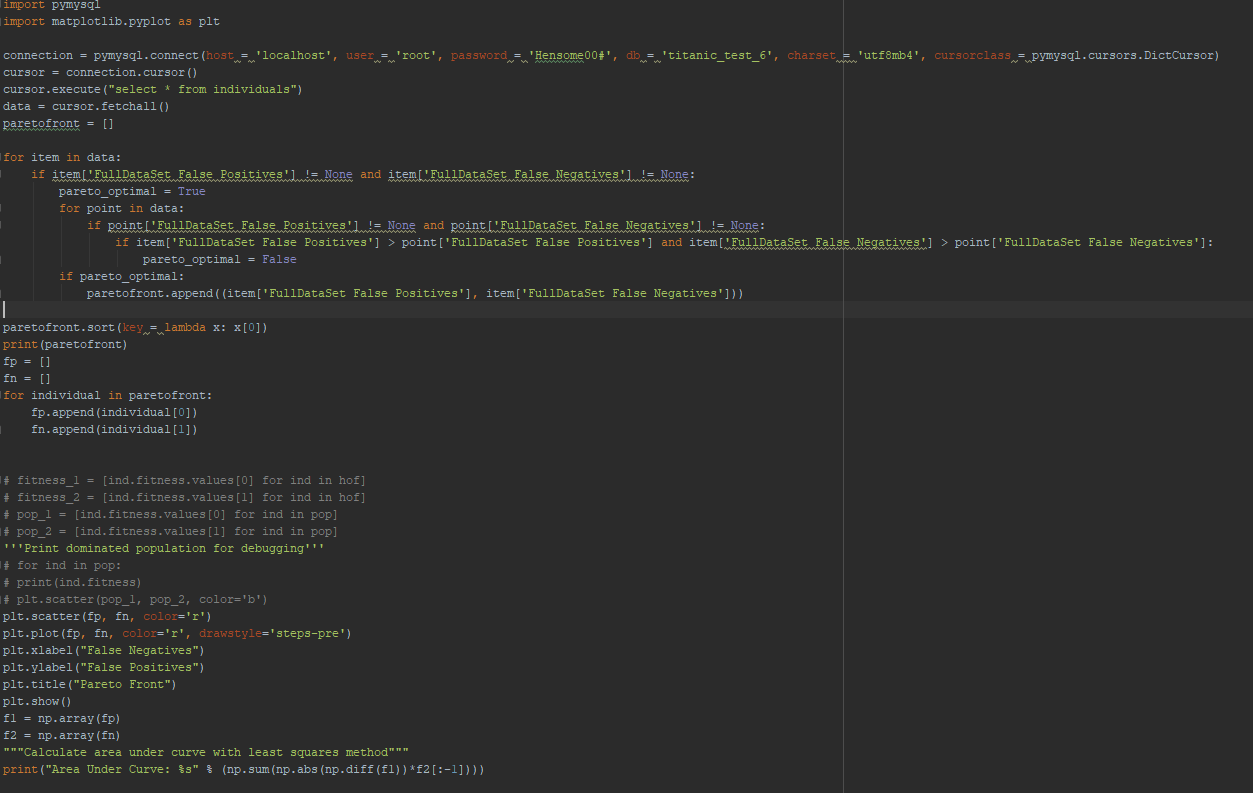 import pymysql
import matplotlib.pyplot as plt
connection = pymysql.connect(host = 'localhost', user = 'root', password = 'Hensome00#', db = 'titanic_test_6', charset = 'utf8mb4', cursorclass = pymysql.cursors.DictCursor)
cursor = connection.cursor()
cursor.execute("select * from individuals")
data = cursor.fetchall()
paretofront = []
for item in data:
    if item['FullDataSet False Positives'] != None and item['FullDataSet False Negatives'] != None:
        pareto_optimal = True
        for point in data:
            if point['FullDataSet False Positives'] != None and point['FullDataSet False Negatives'] != None:
                if item['FullDataSet False Positives'] > point['FullDataSet False Positives'] and item['FullDataSet False Negatives'] > point['FullDataSet False Negatives']:
                    pareto_optimal = False
        if pareto_optimal:
            paretofront.append((item['FullDataSet False Positives'], item['FullDataSet False Negatives']))
paretofront.sort(key = lambda x: x[0])
print(paretofront)
fp = []
fn = []
for individual in paretofront:
    fp.append(individual[0])
    fn.append(individual[1])
# fitness_1 = [ind.fitness.values[0] for ind in hof]
# fitness_2 = [ind.fitness.values[1] for ind in hof]
# pop_1 = [ind.fitness.values[0] for ind in pop]
# pop_2 = [ind.fitness.values[1] for ind in pop]
'''Print dominated population for debugging'''
# for ind in pop:
# print(ind.fitness)
# plt.scatter(pop_1, pop_2, color='b')
plt.scatter(fp, fn, color='r')
plt.plot(fp, fn, color='r', drawstyle='steps-pre')
plt.xlabel("False Negatives")
plt.ylabel("False Positives")
plt.title("Pareto Front")
plt.show()
f1 = np.array(fp)
f2 = np.array(fn)
"""Calculate area under curve with least squares method"""
print("Area Under Curve: %s" % (np.sum(np.abs(np.diff(f1))*f2[:-1])))